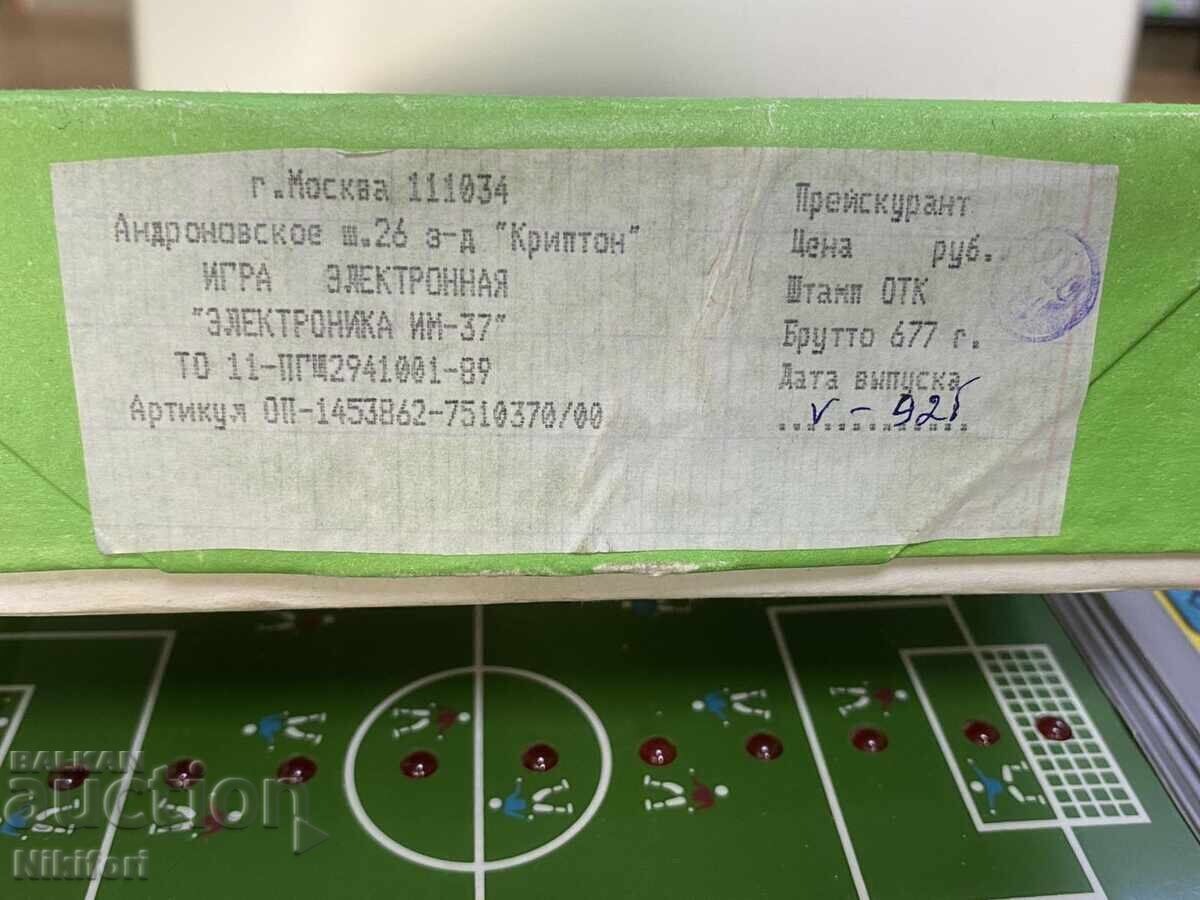 г.Москва 111034
Андроновское ш.26 з-д "Криптон"
ИГРА ЭЛЕКТРОННАЯ
"ЭЛЕКТРОНИКА ИМ-37"
ТО 11-ПГЩ2941001-89
Артикул ОП-1453862-7510370/00
Прейскурант
Цена руб.
Штамп ОТК
Брутто 677 г.
Дата выпуска
V - 92г
BALKAN
auction
Nikifori